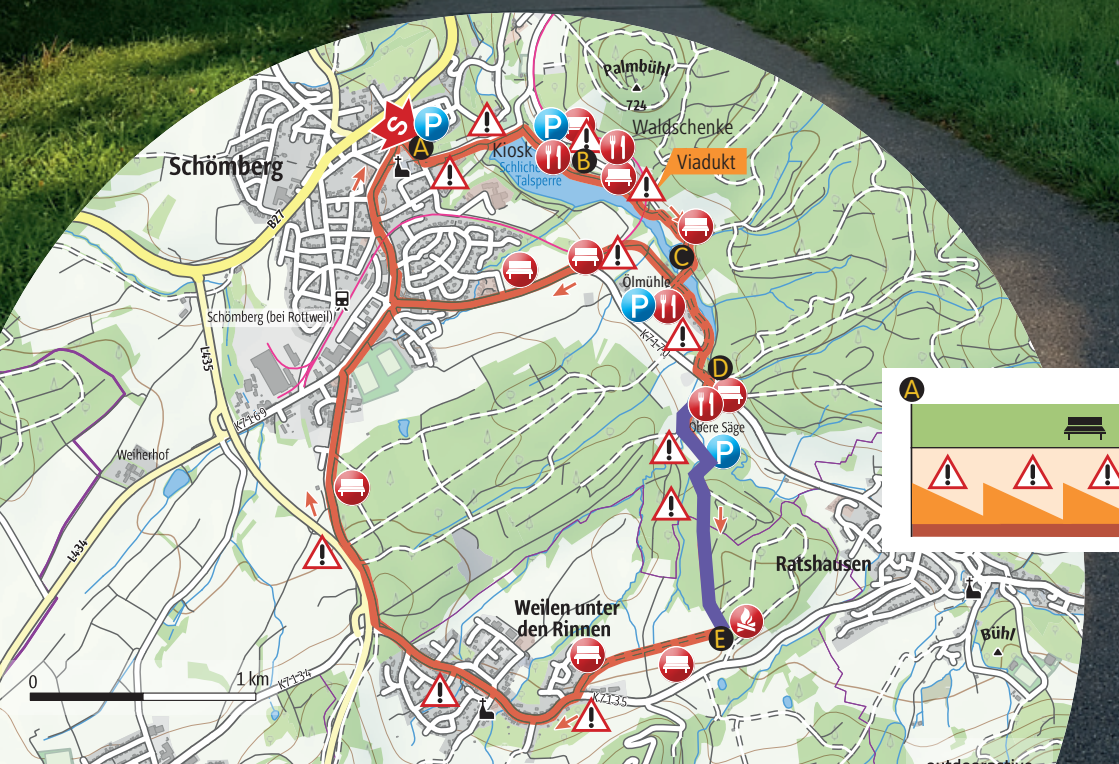 Palmbühl
724
Waldschenke
S
P
A
P
Kiosk
B
Schlichem-
Talsperre
Viadukt
Schömberg
B27
C
Ölmühle
P
Schömberg (bei Rottweil)
L435
D
A
Obere Säge
K7169
P
Weiherhof
L434
Ratshausen
Weilen unter
den Rinnen
E
Bühl
0
1 km
K7134
K7135